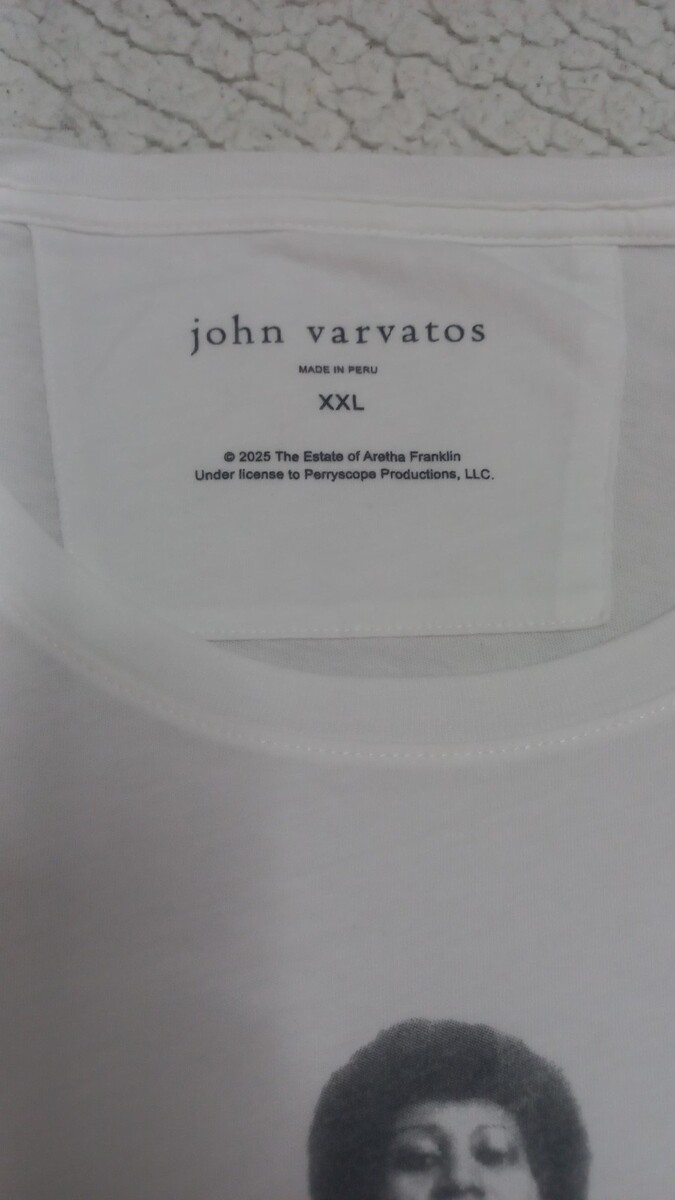 john varvatos
MADE IN PERU
XXL
© 2025 The Estate of Aretha Franklin
Under license to Perryscope Productions, LLC.